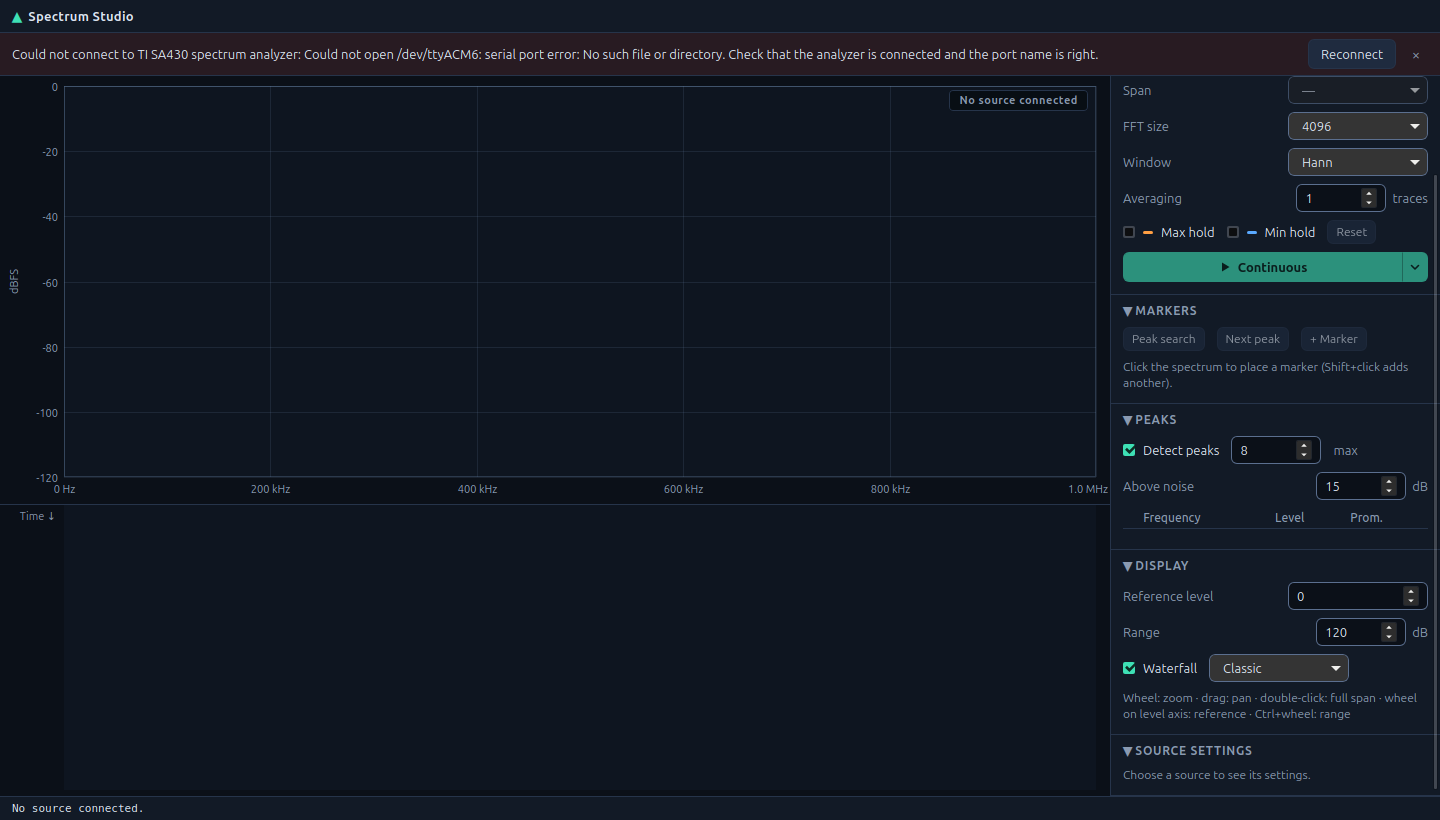 Spectrum Studio
Could not connect to TI SA430 spectrum analyzer: Could not open /dev/ttyACM6: serial port error: No such file or directory. Check that the analyzer is connected and the port name is right.
Reconnect
×
No source connected
0
-20
-40
-60
-80
-100
-120
dBFS
0 Hz 200 kHz 400 kHz 600 kHz 800 kHz 1.0 MHz
Time ↓
Span —
FFT size 4096
Window Hann
Averaging 1 traces
Max hold Min hold Reset
▶ Continuous
▼ MARKERS
Peak search Next peak + Marker
Click the spectrum to place a marker (Shift+click adds
another).
▼ PEAKS
Detect peaks 8 max
Above noise 15 dB
Frequency Level Prom.
▼ DISPLAY
Reference level 0
Range 120 dB
Waterfall Classic
Wheel: zoom · drag: pan · double-click: full span · wheel
on level axis: reference · Ctrl+wheel: range
▼ SOURCE SETTINGS
Choose a source to see its settings.
No source connected.